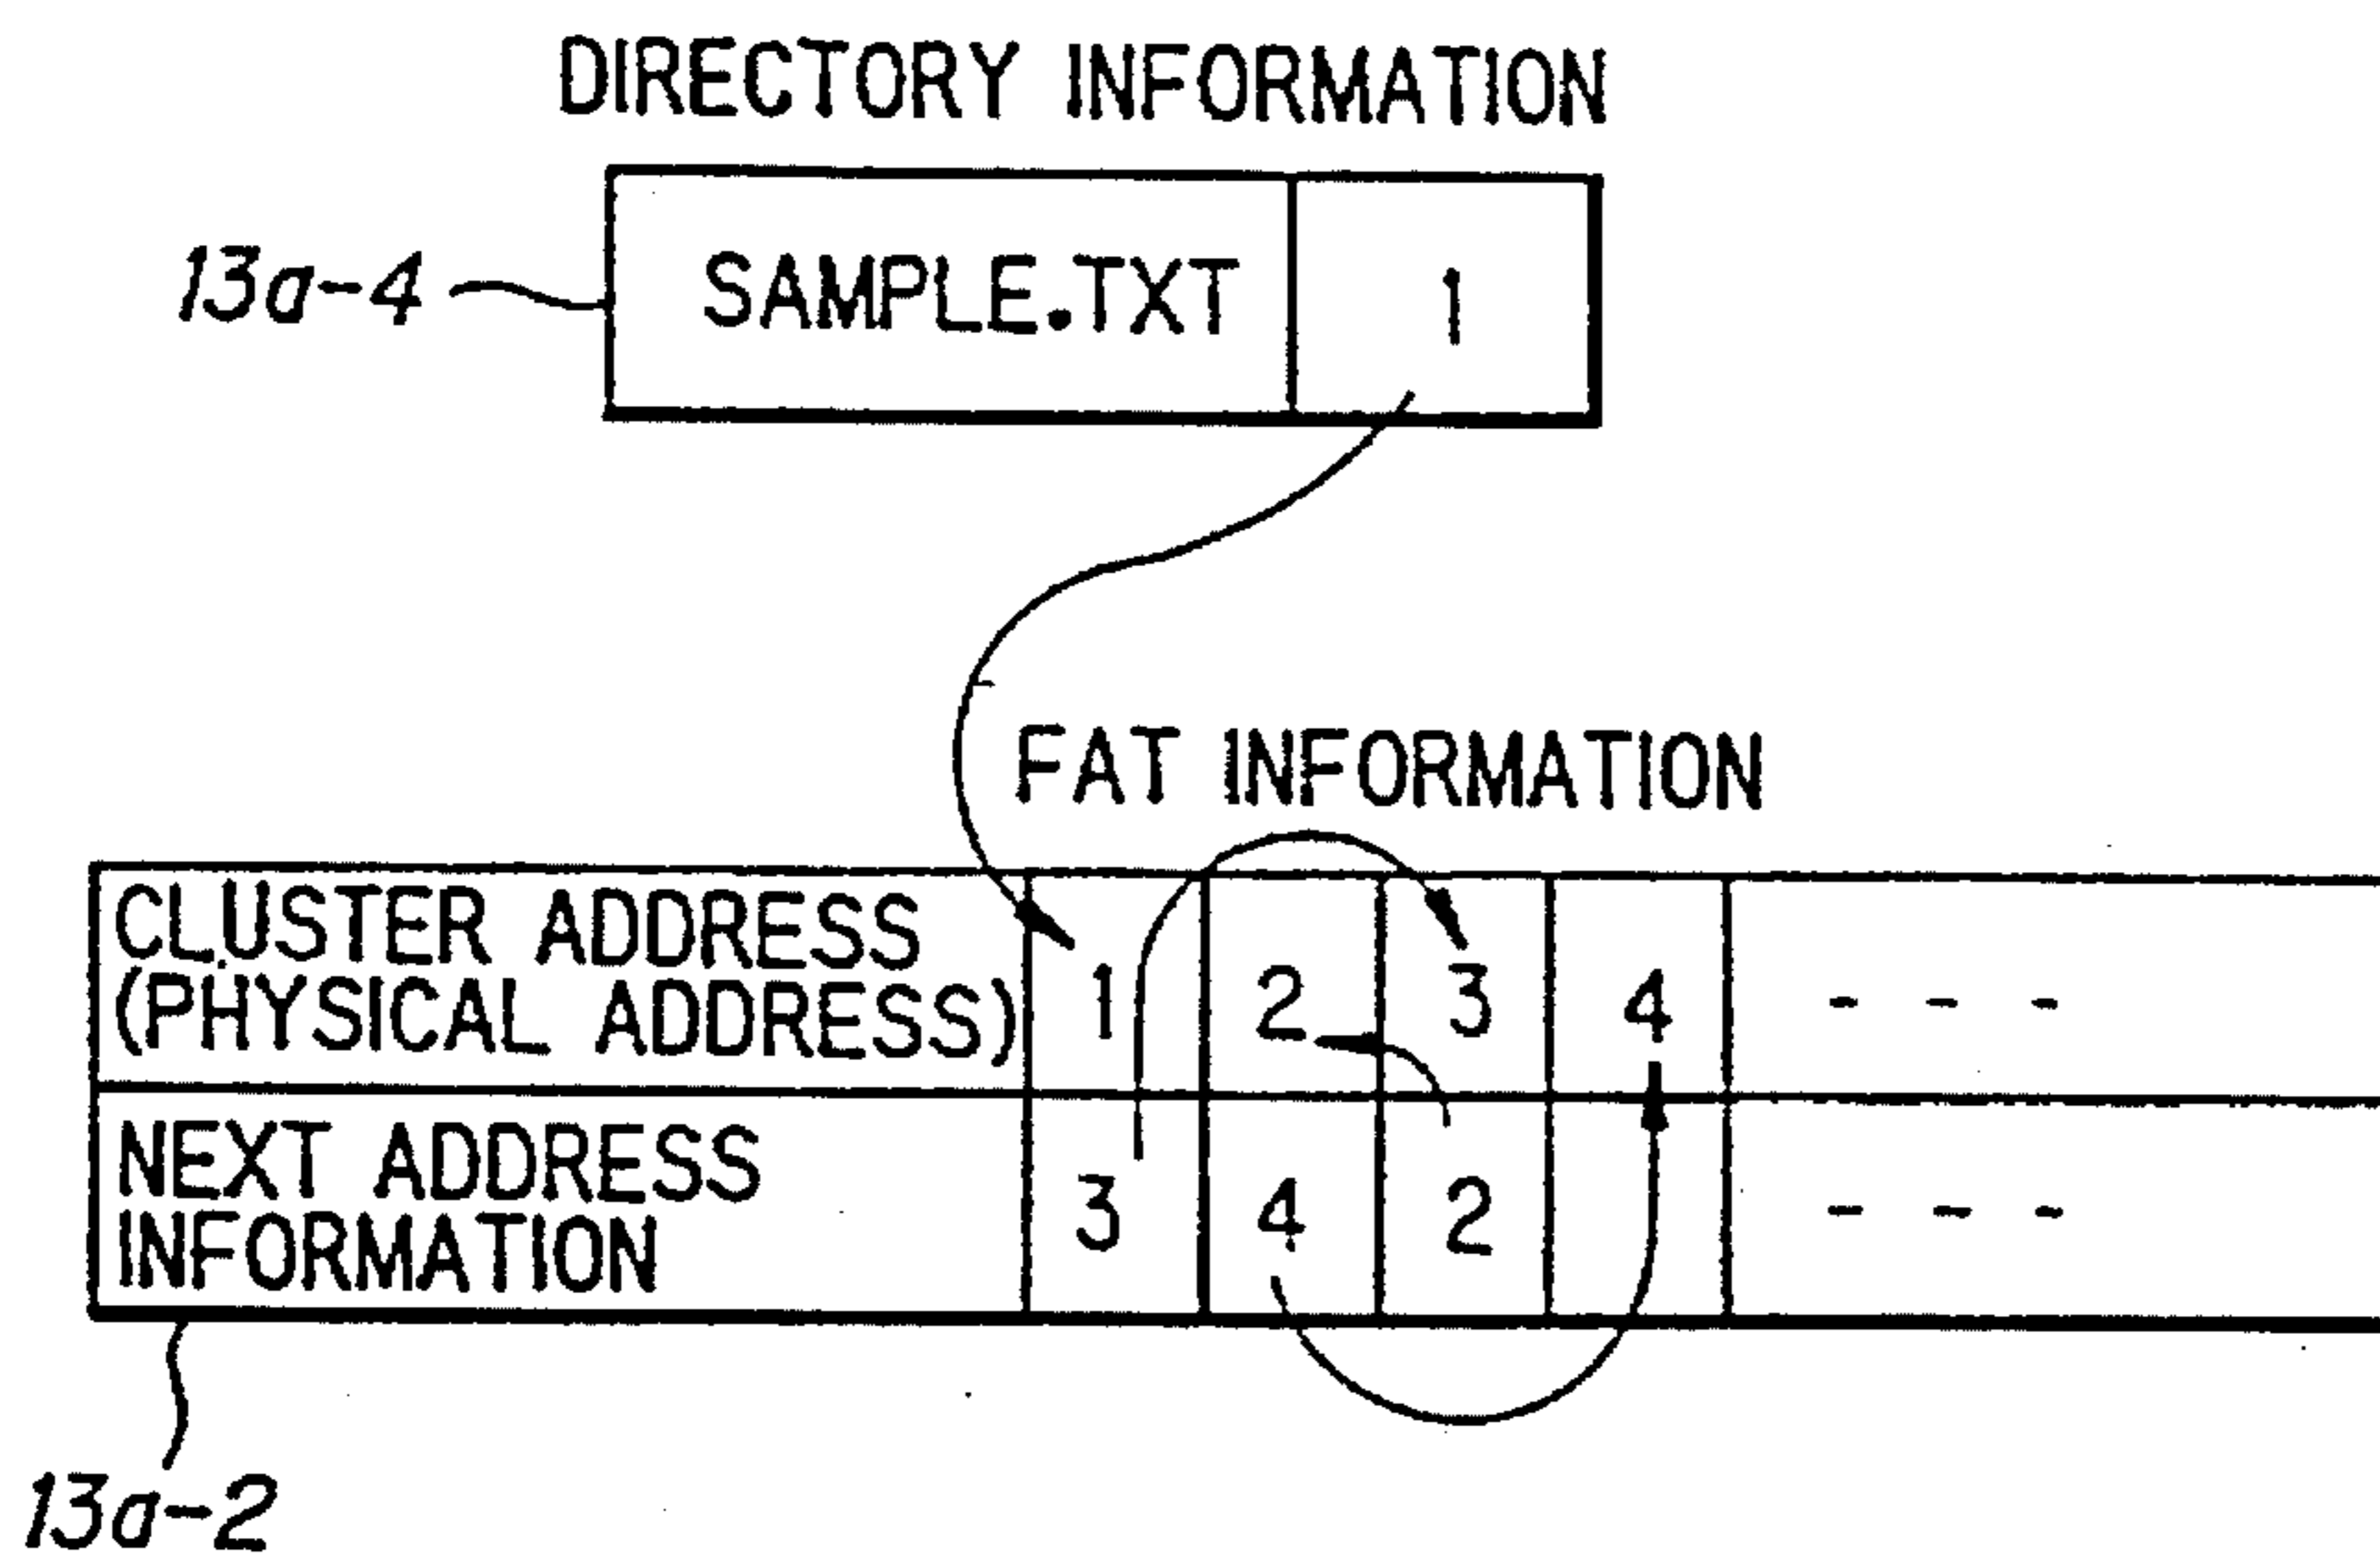 DIRECTORY INFORMATION
13a-4
SAMPLE.TXT 1
FAT INFORMATION
CLUSTER ADDRESS
(PHYSICAL ADDRESS) 1 2 3 4 - - -
NEXT ADDRESS
INFORMATION 3 4 2 - - -
13a-2